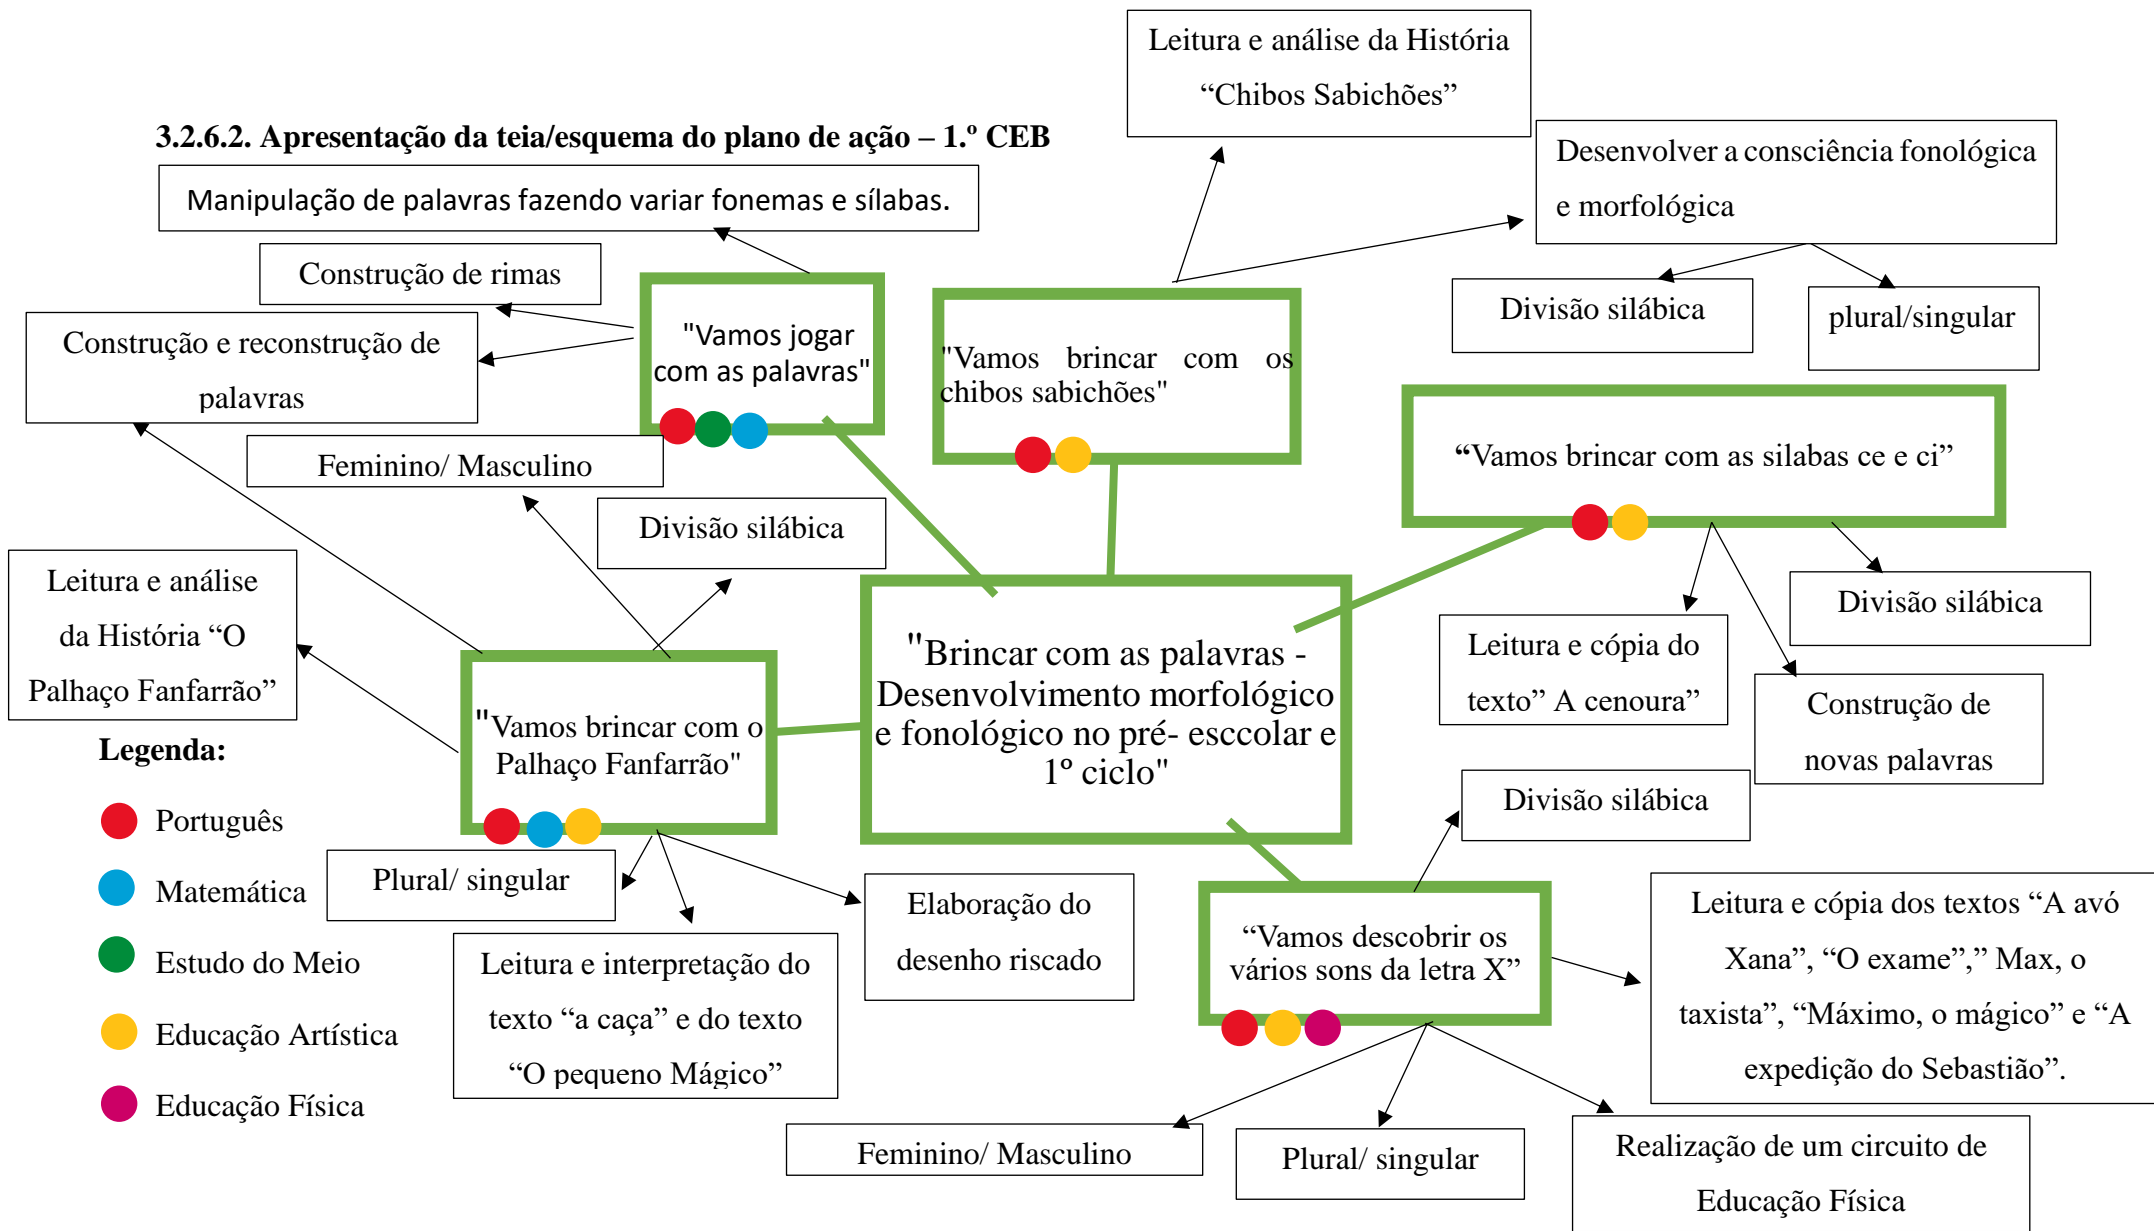 Leitura e análise da História
“Chibos Sabichões”
3.2.6.2. Apresentação da teia/esquema do plano de ação – 1.º CEB
Desenvolver a consciência fonológica
e morfológica
Manipulação de palavras fazendo variar fonemas e sílabas.
Construção de rimas
Divisão silábica
plural/singular
Construção e reconstrução de
palavras
"Vamos jogar
com as palavras"
"Vamos brincar com os
chibos sabichões"
Feminino/ Masculino
“Vamos brincar com as silabas ce e ci”
Divisão silábica
Leitura e análise
da História “O
Palhaço Fanfarrão”
Divisão silábica
Leitura e cópia do
texto” A cenoura”
Construção de
novas palavras
"Brincar com as palavras -
Desenvolvimento morfológico
e fonológico no pré- esccolar e
1º ciclo"
"Vamos brincar com o
Palhaço Fanfarrão"
Legenda:
Português
Matemática
Estudo do Meio
Educação Artística
Educação Física
Divisão silábica
Plural/ singular
Elaboração do
desenho riscado
Leitura e interpretação do
texto “a caça” e do texto
“O pequeno Mágico”
“Vamos descobrir os
vários sons da letra X”
Leitura e cópia dos textos “A avó
Xana”, “O exame”,” Max, o
taxista”, “Máximo, o mágico” e “A
expedição do Sebastião”.
Feminino/ Masculino
Plural/ singular
Realização de um circuito de
Educação Física